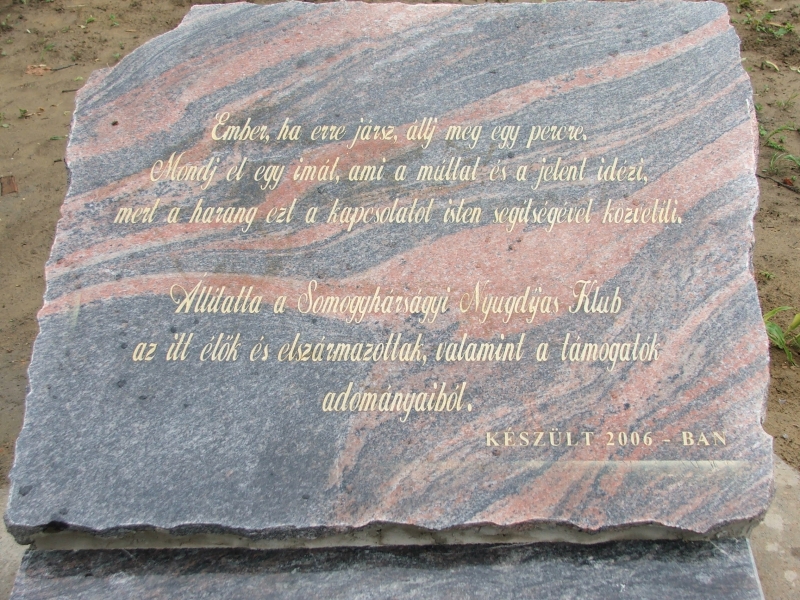 Ember, ha erre jársz, állj meg egy percre.
Mondj el egy imát, ami a múltat és a jelent idézi,
mert a harang ezt a kapcsolatot isten segítségével közvetíti.
Állítatta a Somogyhárságyi Nyugdíjas Klub
az itt élők és elszármazottak, valamint a támogatók
adományaiból.
KÉSZÜLT 2006 - BAN